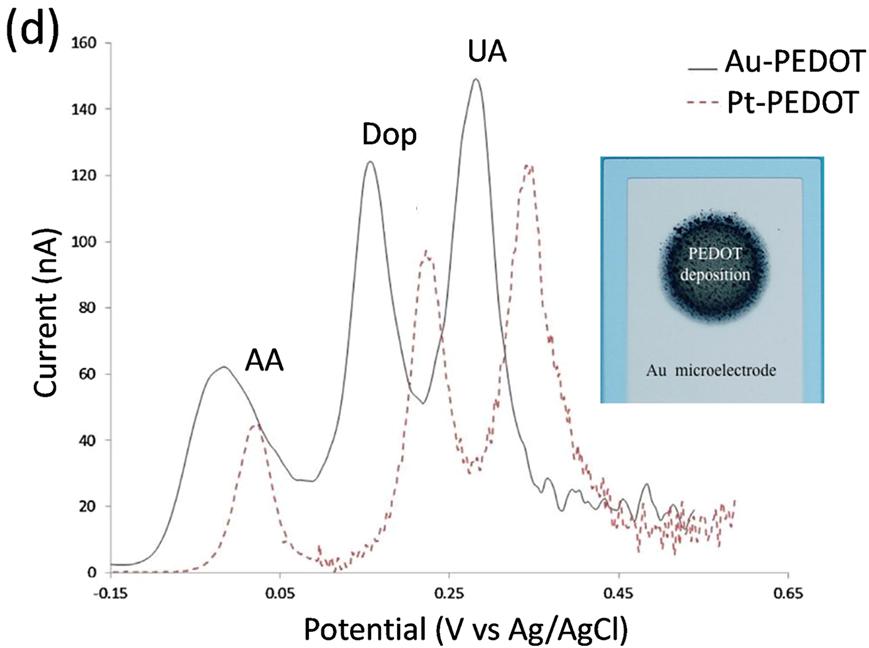 (d)
160
140
120
100
80
60
40
20
0
-0.15
0.05
0.25
0.45
0.65
Current (nA)
Potential (V vs Ag/AgCl)
AA
Dop
UA
Au-PEDOT
Pt-PEDOT
PEDOT
deposition
Au microelectrode